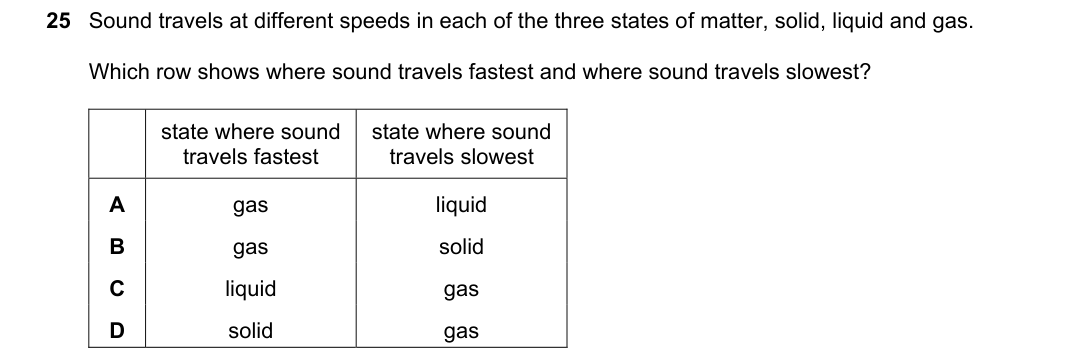 25 Sound travels at different speeds in each of the three states of matter, solid, liquid and gas.
Which row shows where sound travels fastest and where sound travels slowest?
state where sound travels fastest state where sound travels slowest
A gas liquid
B gas solid
C liquid gas
D solid gas